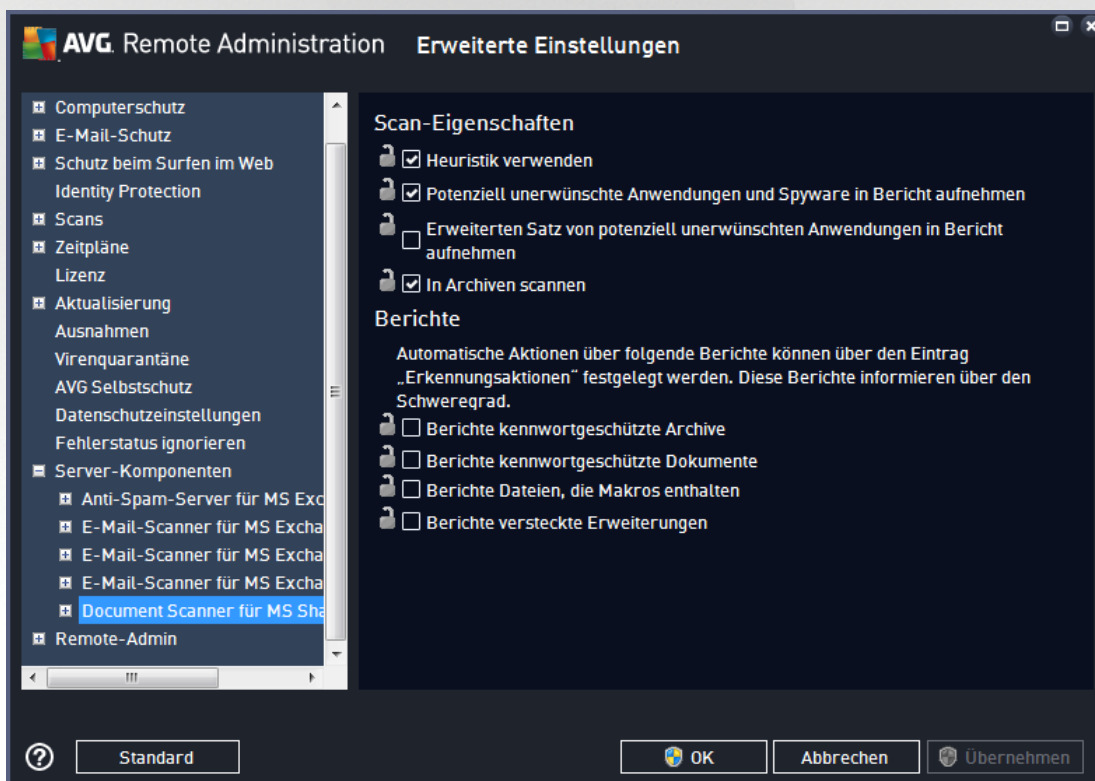 AVG. Remote Administration Erweiterte Einstellungen
Computerschutz
E-Mail-Schutz
Schutz beim Surfen im Web
Identity Protection
Scans
Zeitpläne
Lizenz
Aktualisierung
Ausnahmen
Virenquarantäne
AVG Selbstschutz
Datenschutzeinstellungen
Fehlerstatus ignorieren
Server-Komponenten
Anti-Spam-Server für MS Exc
E-Mail-Scanner für MS Excha
E-Mail-Scanner für MS Excha
E-Mail-Scanner für MS Excha
Document Scanner für MS Sha
Remote-Admin
Scan-Eigenschaften
Heuristik verwenden
Potenziell unerwünschte Anwendungen und Spyware in Bericht aufnehmen
Erweiterten Satz von potenziell unerwünschten Anwendungen in Bericht
aufnehmen
In Archiven scannen
Berichte
Automatische Aktionen über folgende Berichte können über den Eintrag
„Erkennungsaktionen“ festgelegt werden. Diese Berichte informieren über den
Schweregrad.
Berichte kennwortgeschützte Archive
Berichte kennwortgeschützte Dokumente
Berichte Dateien, die Makros enthalten
Berichte versteckte Erweiterungen
Standard
OK
Abbrechen
Übernehmen